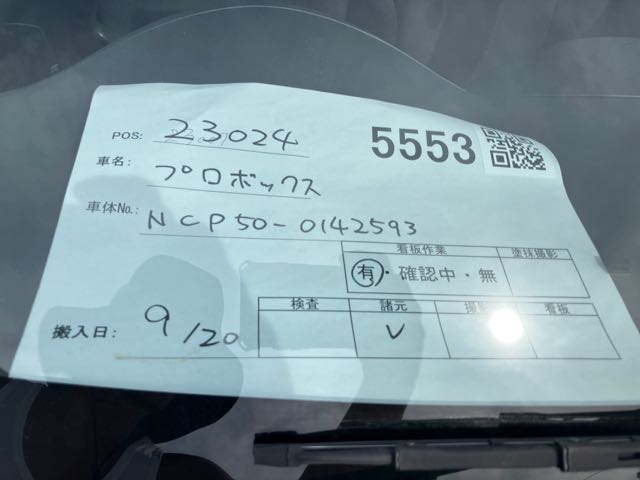 POS: 23024
5553
車名: プロボックス
車体No.: NCP50-0142593
看板作業 塗抹撮影
有・確認中・無
検査 諸元 撮影 看板
搬入日: 9/20 V